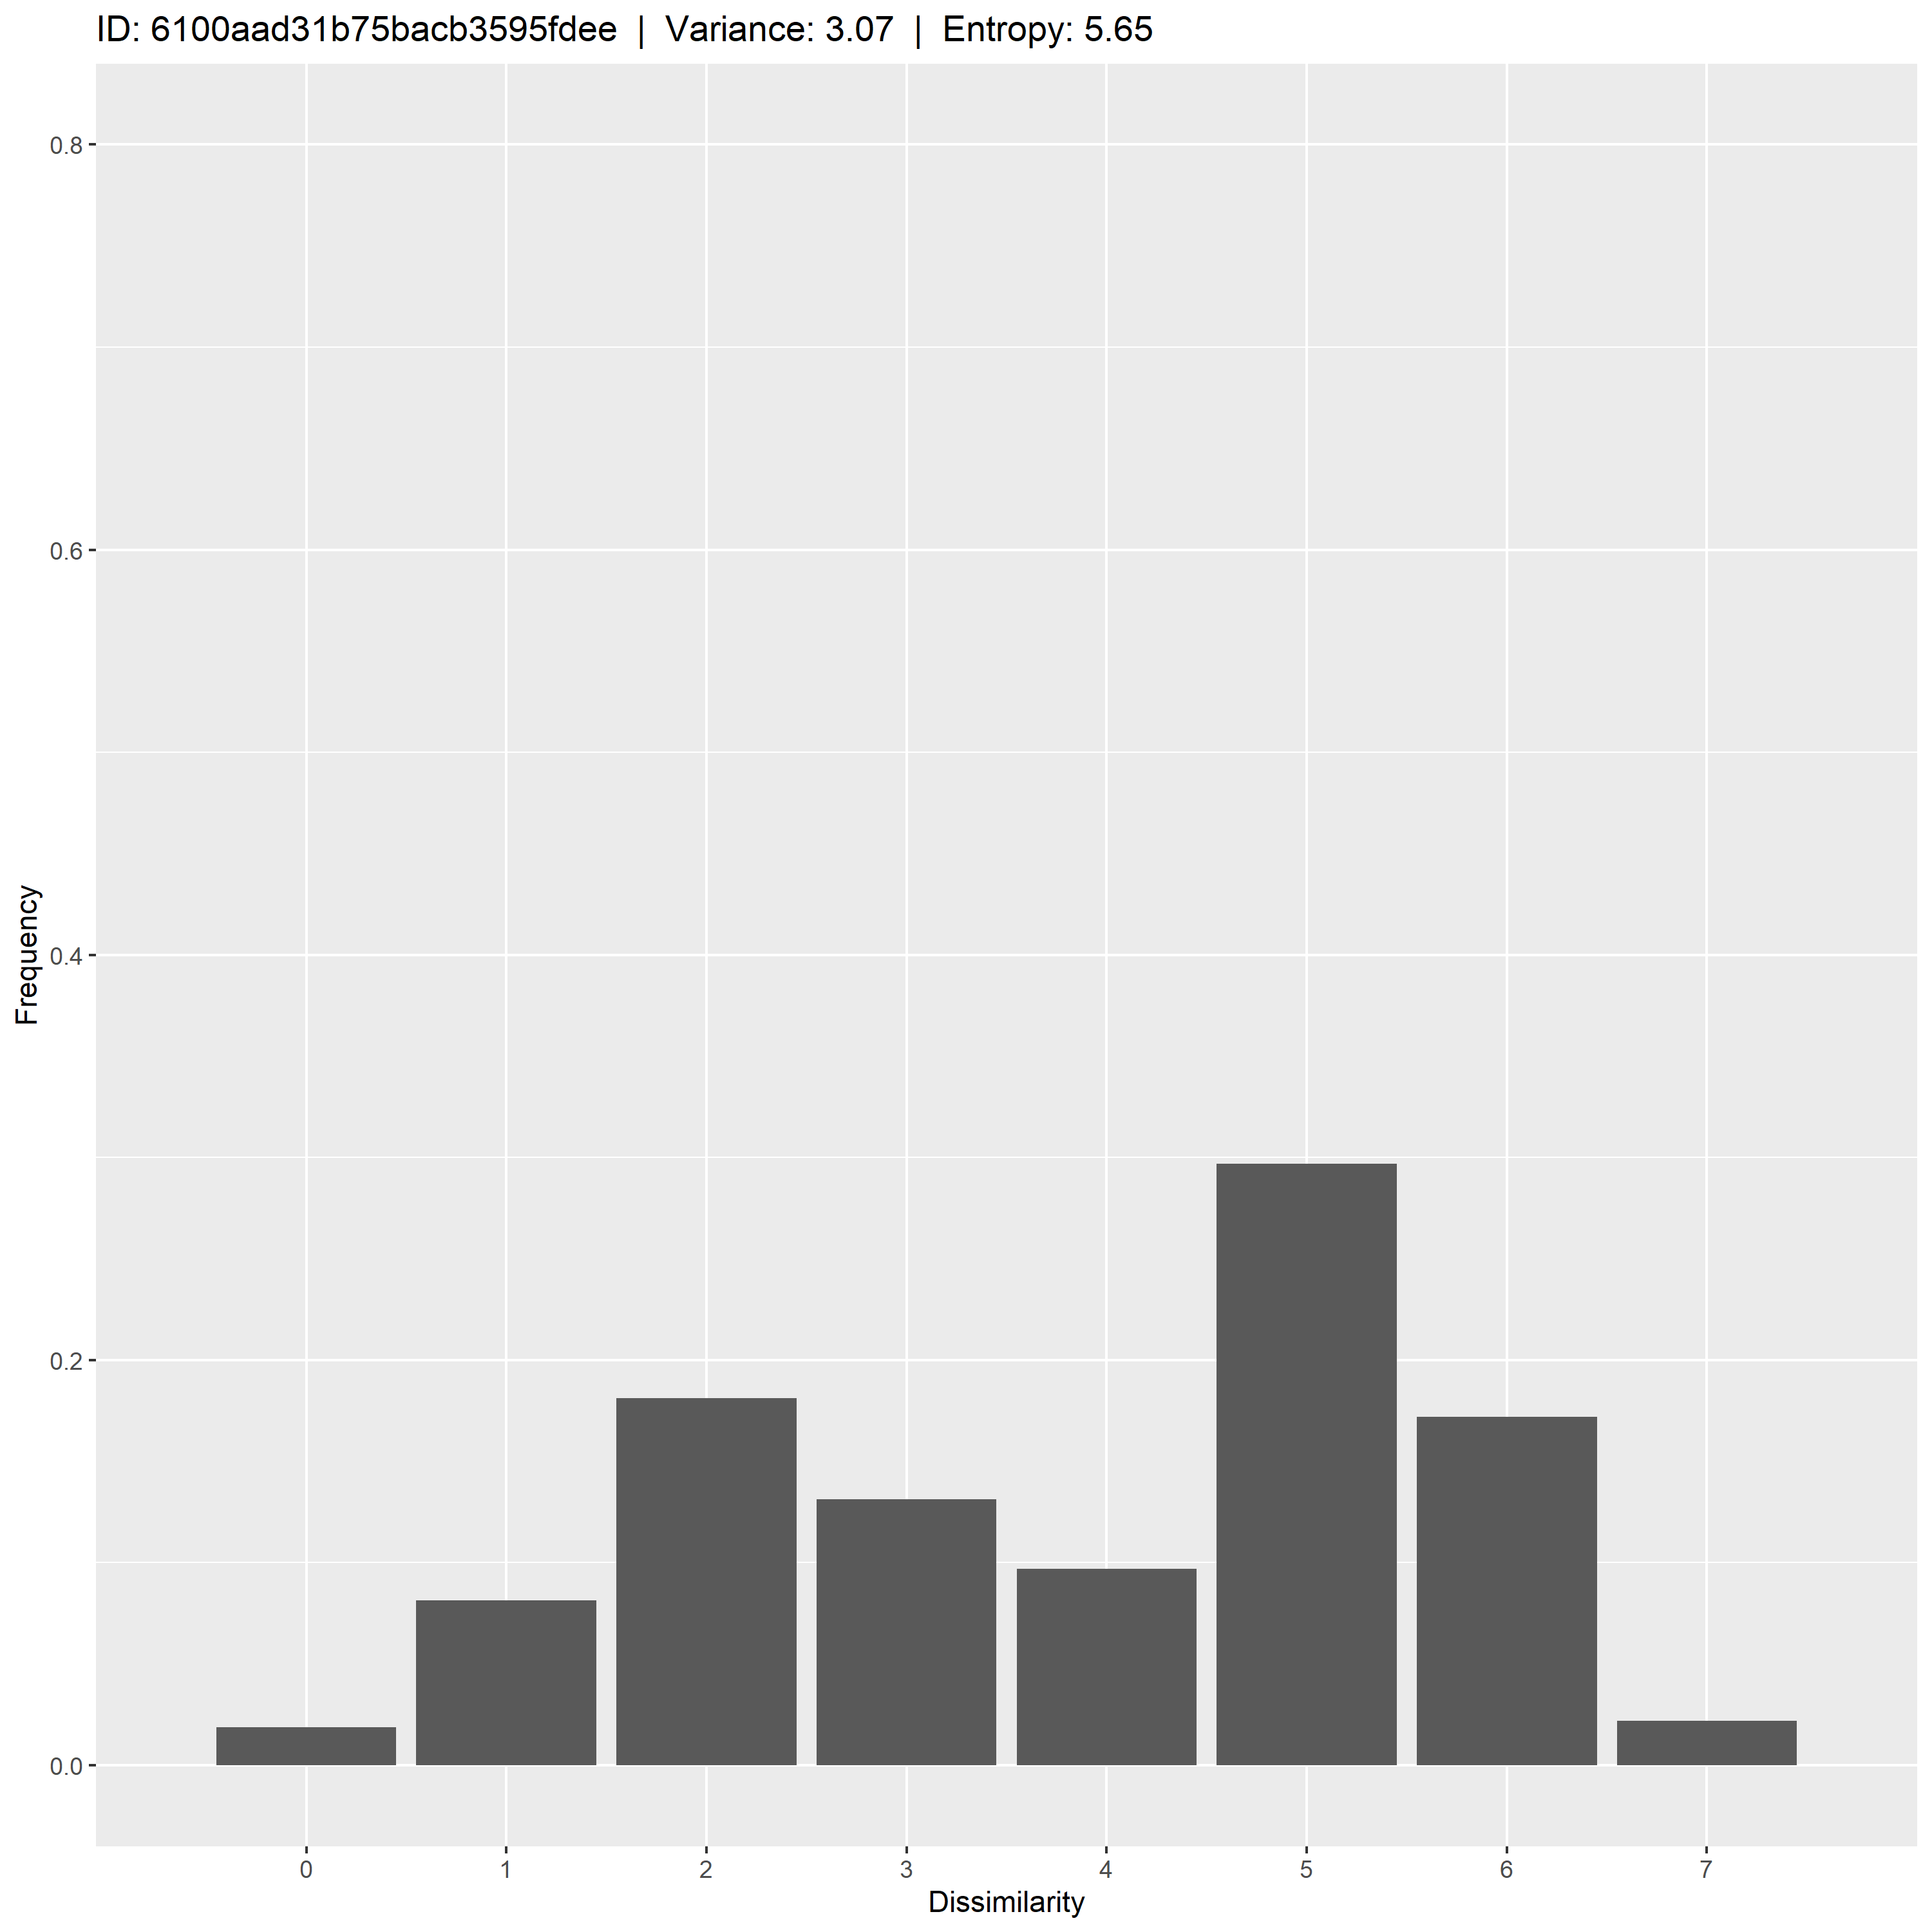 ID: 6100aad31b75bacb3595fdee | Variance: 3.07 | Entropy: 5.65
0.8
0.6
0.4
0.2
0.0
Frequency
0 1 2 3 4 5 6 7
Dissimilarity